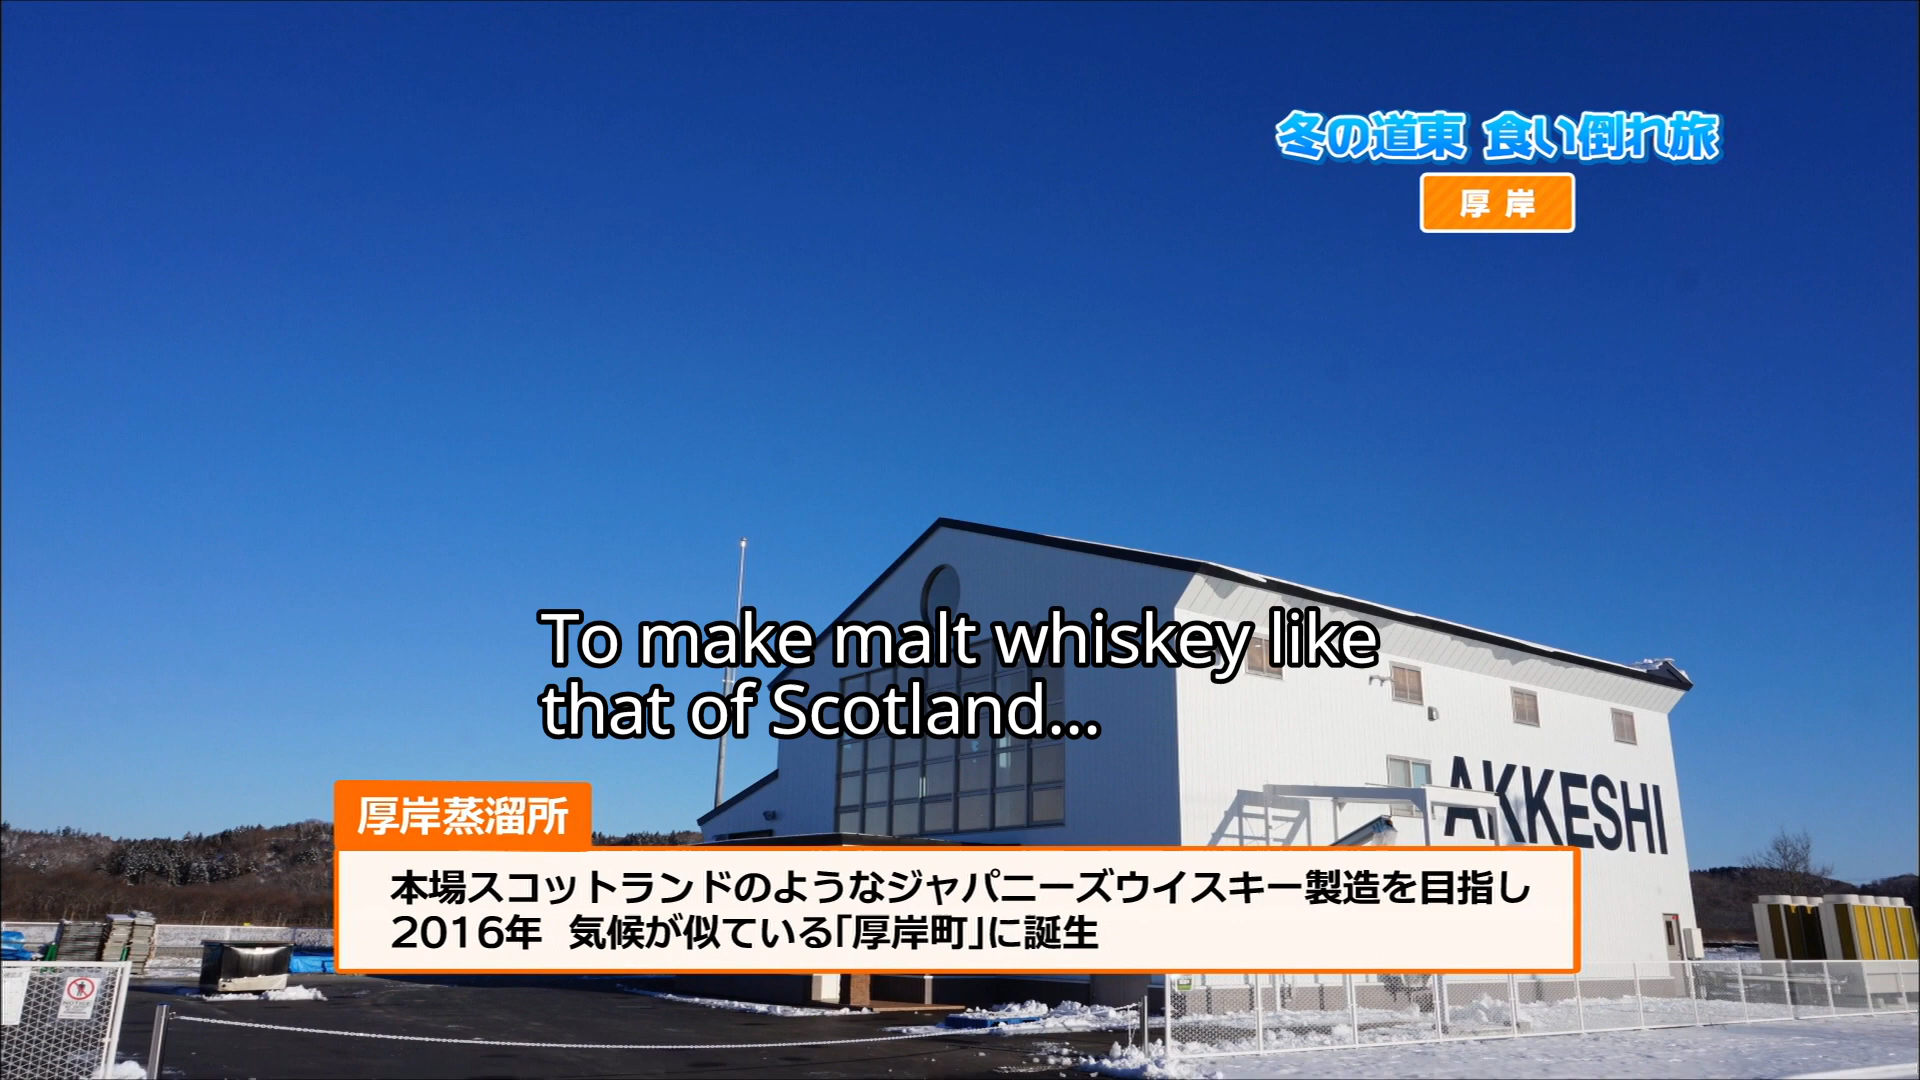 冬の道東 食い倒れ旅
厚岸
To make malt whiskey like
that of Scotland...
AKKESHI
厚岸蒸溜所
本場スコットランドのようなジャパニーズウイスキー製造を目指し
2016年 気候が似ている「厚岸町」に誕生
NOTICE